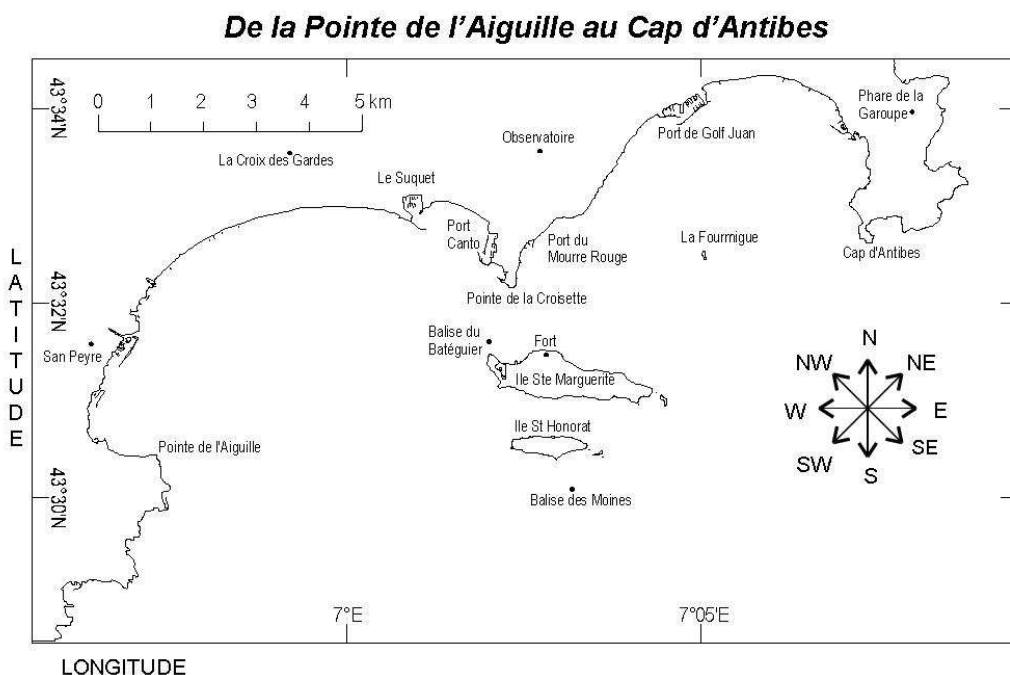 De la Pointe de l'Aiguille au Cap d'Antibes
0 1 2 3 4 5 km
43°34'N
Phare de la
Garoupe
Port de Golf Juan
Observatoire
La Croix des Gardes
Le Suquet
Port
Canto
Port du
Mourre Rouge
La Fourmigue
Cap d'Antibes
Pointe de la Croisette
43°32'N
LATITUDE
San Peyre
Balise du
Batéguier
Fort
Ile Ste Marguerite
N
NW
NE
W
E
SW
SE
S
Ile St Honorat
Pointe de l'Aiguille
43°30'N
Balise des Moines
7°E
7°05'E
LONGITUDE